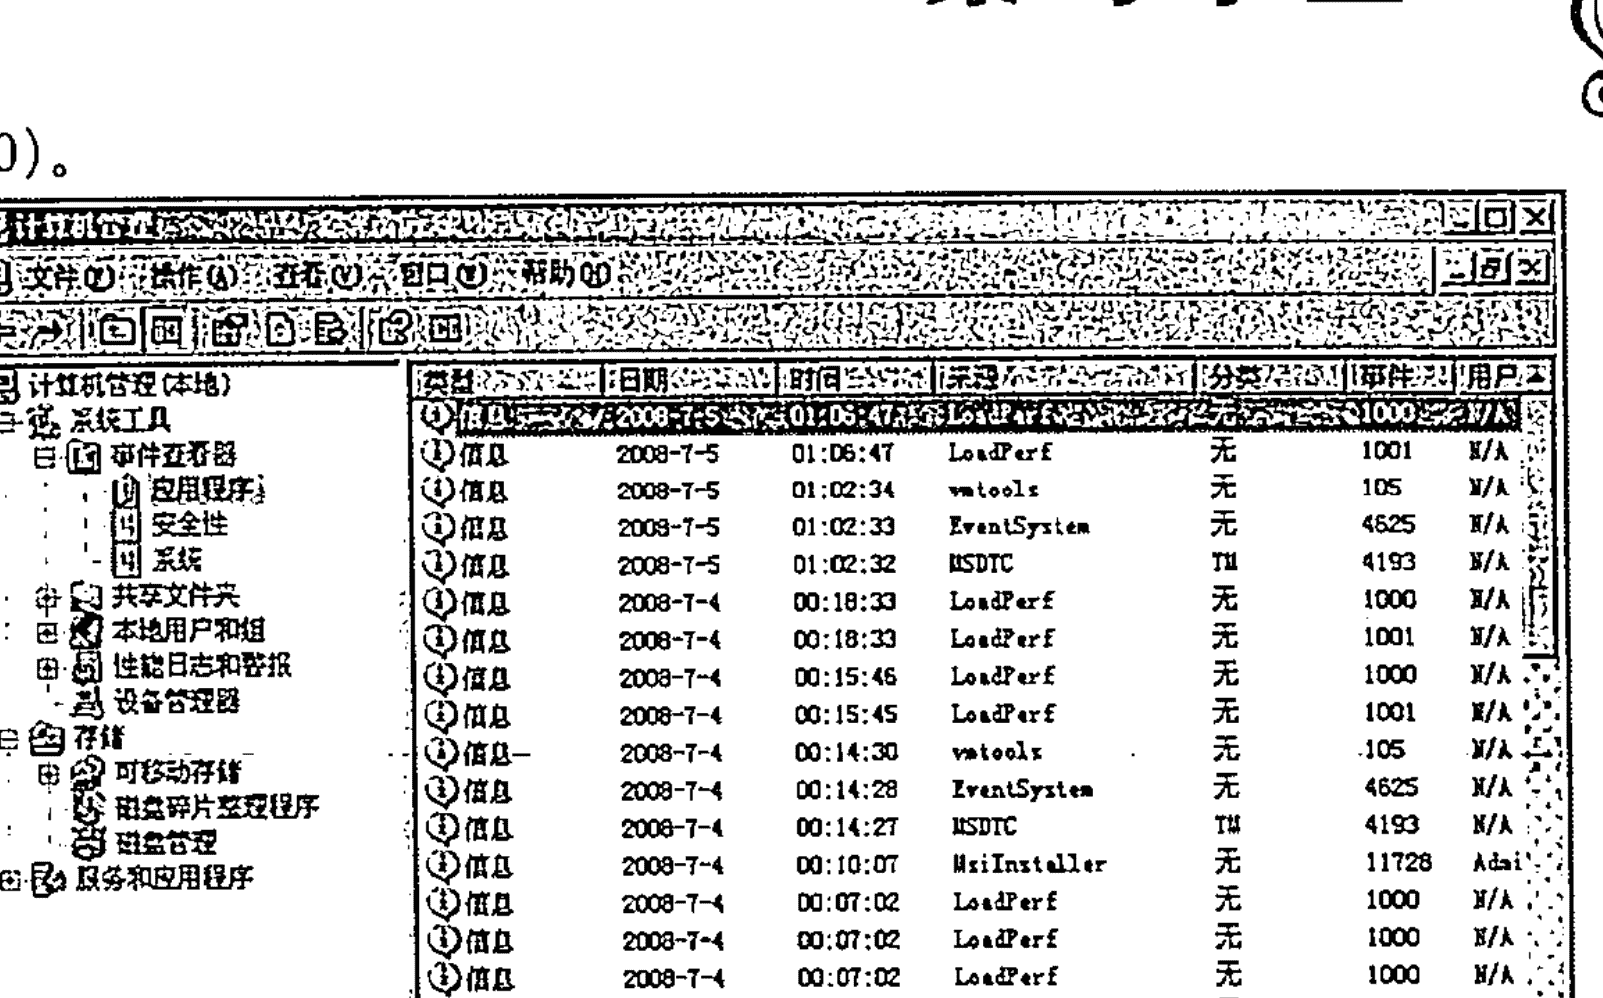 0)。
计算机管理
文件(F) 操作(A) 查看(V) 窗口(W) 帮助(H)
计算机管理(本地)
系统工具
事件查看器
应用程序
安全性
系统
共享文件夹
本地用户和组
性能日志和警报
设备管理器
存储
可移动存储
磁盘碎片整理程序
磁盘管理
服务和应用程序
类型 日期 时间 来源 分类 事件 用户
信息 2008-7-5 01:06:47 LoadPerf 无 1000 N/A
信息 2008-7-5 01:06:47 LoadPerf 无 1001 N/A
信息 2008-7-5 01:02:34 vmtools 无 105 N/A
信息 2008-7-5 01:02:33 EventSystem 无 4625 N/A
信息 2008-7-5 01:02:32 MSDTC TM 4193 N/A
信息 2008-7-4 00:18:33 LoadPerf 无 1000 N/A
信息 2008-7-4 00:18:33 LoadPerf 无 1001 N/A
信息 2008-7-4 00:15:46 LoadPerf 无 1000 N/A
信息 2008-7-4 00:15:45 LoadPerf 无 1001 N/A
信息 2008-7-4 00:14:30 vmtools 无 105 N/A
信息 2008-7-4 00:14:28 EventSystem 无 4625 N/A
信息 2008-7-4 00:14:27 MSDTC TM 4193 N/A
信息 2008-7-4 00:10:07 MsiInstaller 无 11728 Admi
信息 2008-7-4 00:07:02 LoadPerf 无 1000 N/A
信息 2008-7-4 00:07:02 LoadPerf 无 1000 N/A
信息 2008-7-4 00:07:02 LoadPerf 无 1000 N/A